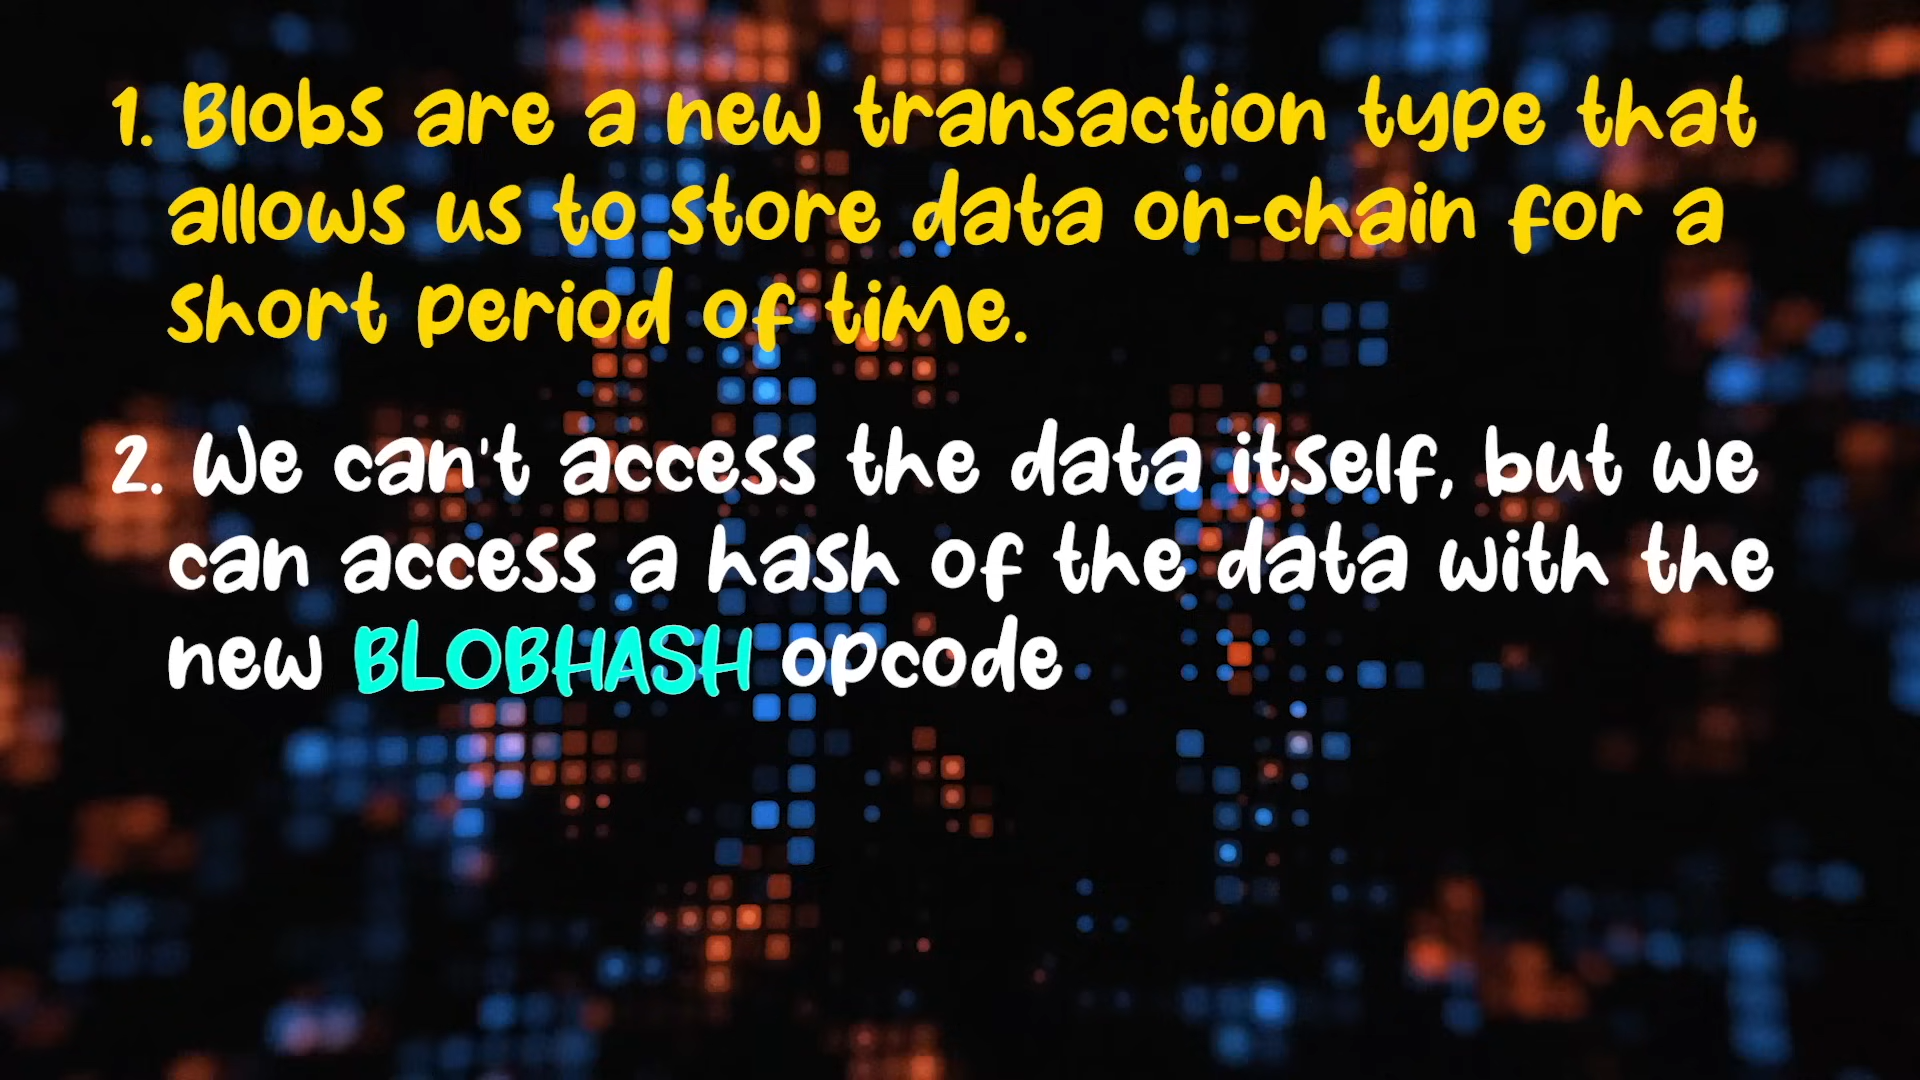 1. Blobs are a new transaction type that
allows us to store data on-chain for a
short period of time.
2. We can't access the data itself, but we
can access a hash of the data with the
new BLOBHASH opcode